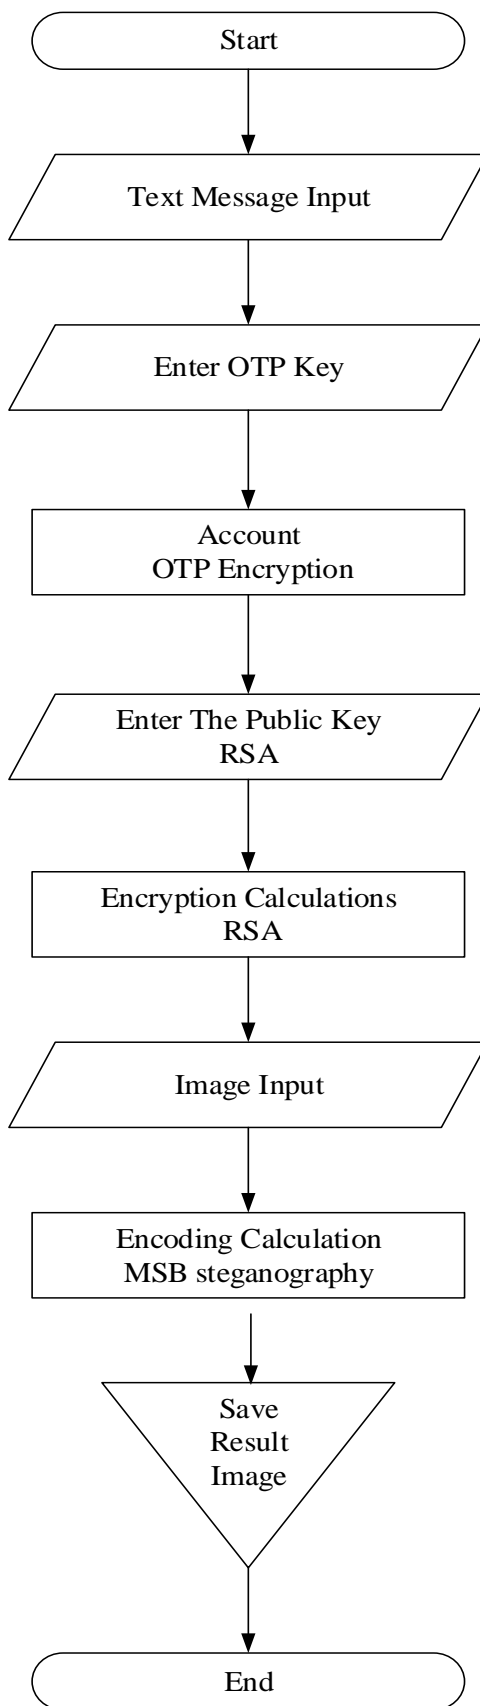 Start
Text Message Input
Enter OTP Key
Account
OTP Encryption
Enter The Public Key
RSA
Encryption Calculations
RSA
Image Input
Encoding Calculation
MSB steganography
Save
Result
Image
End